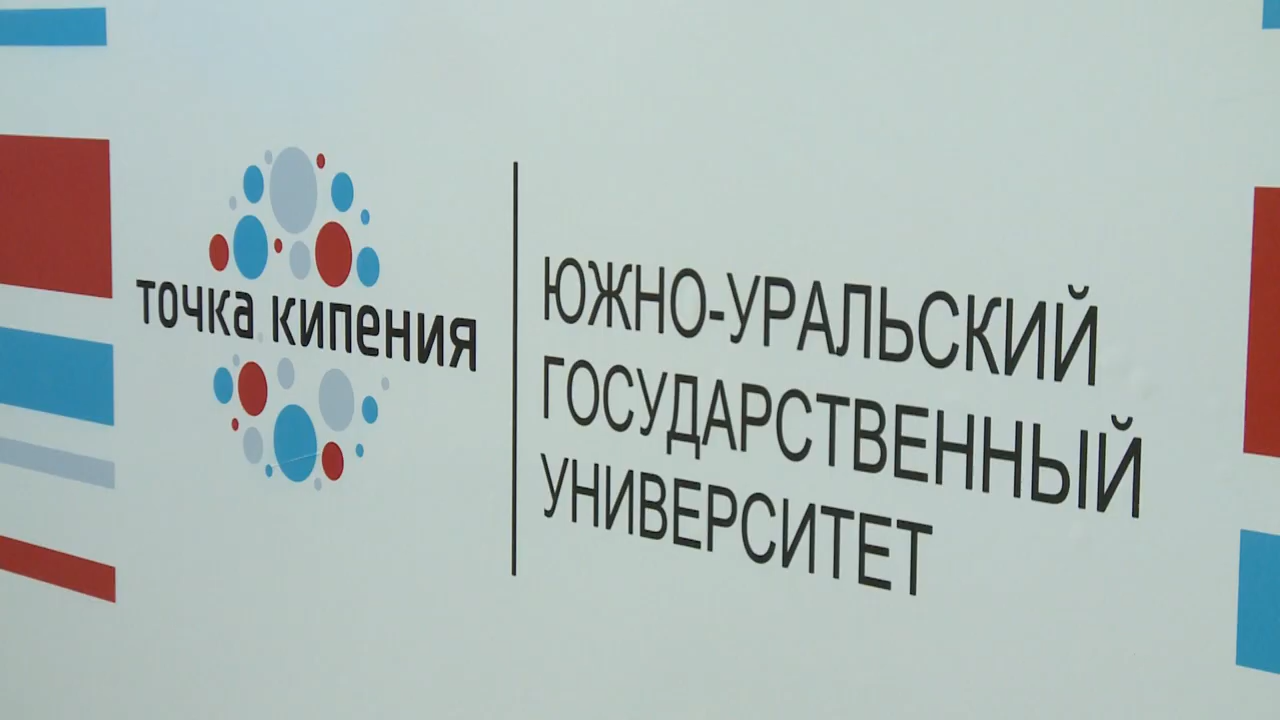 точка кипения
ЮЖНО-УРАЛЬСКИЙ
ГОСУДАРСТВЕННЫЙ
УНИВЕРСИТЕТ